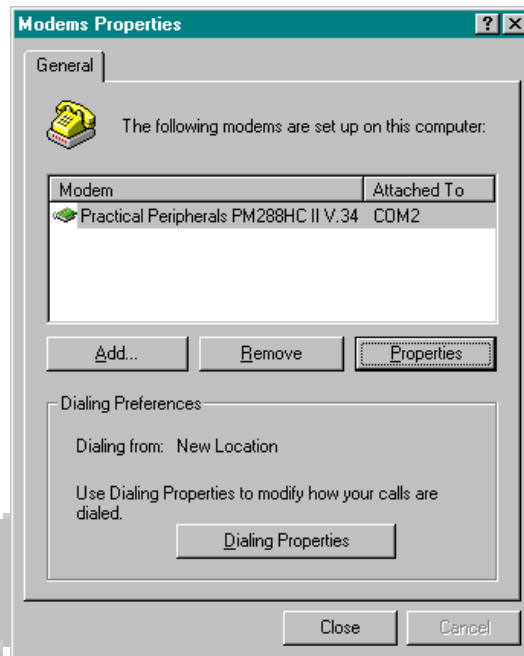 Modems Properties ? X
General
The following modems are set up on this computer:
Modem Attached To
Practical Peripherals PM288HC II V.34 COM2
Add... Remove Properties
Dialing Preferences
Dialing from: New Location
Use Dialing Properties to modify how your calls are
dialed.
Dialing Properties
Close Cancel